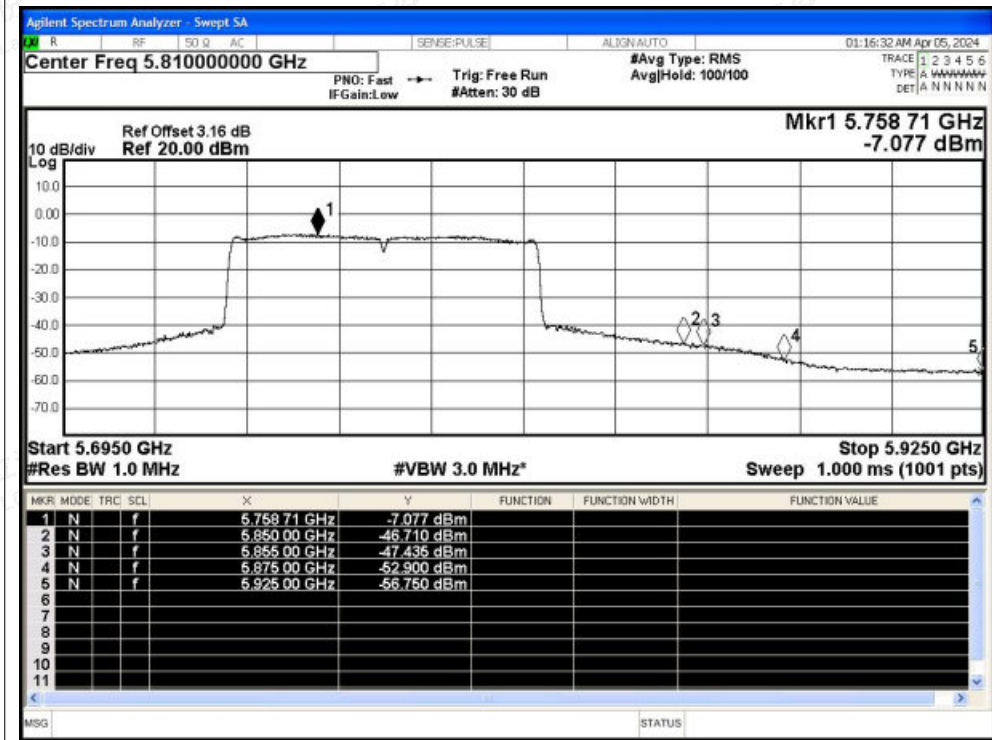 Agilent Spectrum Analyzer - Swept SA
LXI R RF 50 Ω AC SENSE:PULSE ALIGN AUTO 01:16:32 AM Apr 05, 2024
Center Freq 5.810000000 GHz
PNO: Fast
IFGain:Low
Trig: Free Run
#Atten: 30 dB
#Avg Type: RMS
Avg|Hold: 100/100
TRACE 1 2 3 4 5 6
TYPE A WWWWW
DET A N N N N N
Mkr1 5.758 71 GHz
-7.077 dBm
Ref Offset 3.16 dB
10 dB/div Ref 20.00 dBm
Log
10.0
0.00
-10.0
-20.0
-30.0
-40.0
-50.0
-60.0
-70.0
1
2 3
4
5
Start 5.6950 GHz Stop 5.9250 GHz
#Res BW 1.0 MHz #VBW 3.0 MHz* Sweep 1.000 ms (1001 pts)
MKR MODE TRC SCL X Y FUNCTION FUNCTION WIDTH FUNCTION VALUE
1 N f 5.758 71 GHz -7.077 dBm
2 N f 5.850 00 GHz -46.710 dBm
3 N f 5.855 00 GHz -47.435 dBm
4 N f 5.875 00 GHz -52.900 dBm
5 N f 5.925 00 GHz -56.750 dBm
6
7
8
9
10
11
MSG STATUS